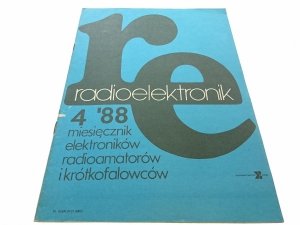 re
radioelektronik
4 '88
miesięcznik
elektroników
radioamatorów
i krótkofalowców